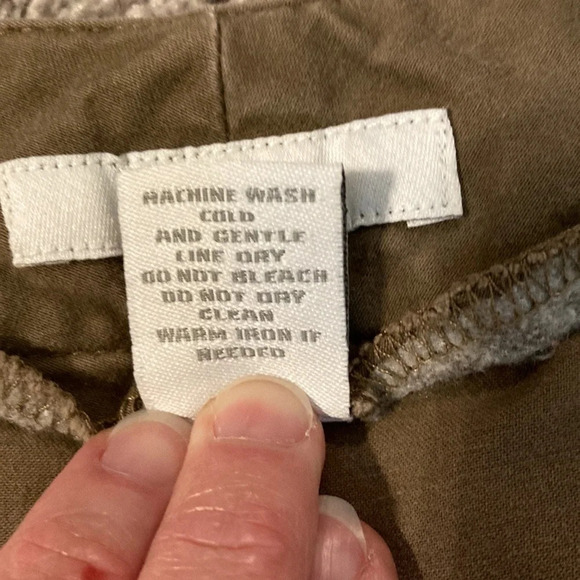 MACHINE WASH
COLD
AND GENTLE
LINE DRY
DO NOT BLEACH
DO NOT DRY
CLEAN
WARM IRON IF
NEEDED